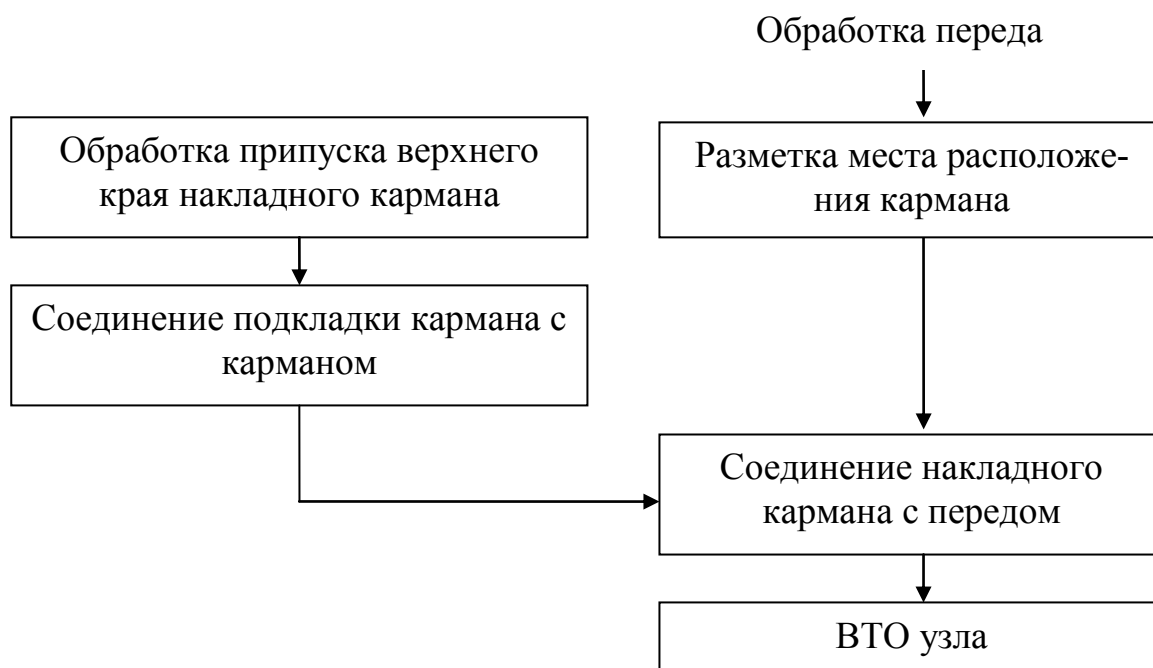 Обработка переда
Обработка припуска верхнего
края накладного кармана
Разметка места расположе-
ния кармана
Соединение подкладки кармана с
карманом
Соединение накладного
кармана с передом
ВТО узла